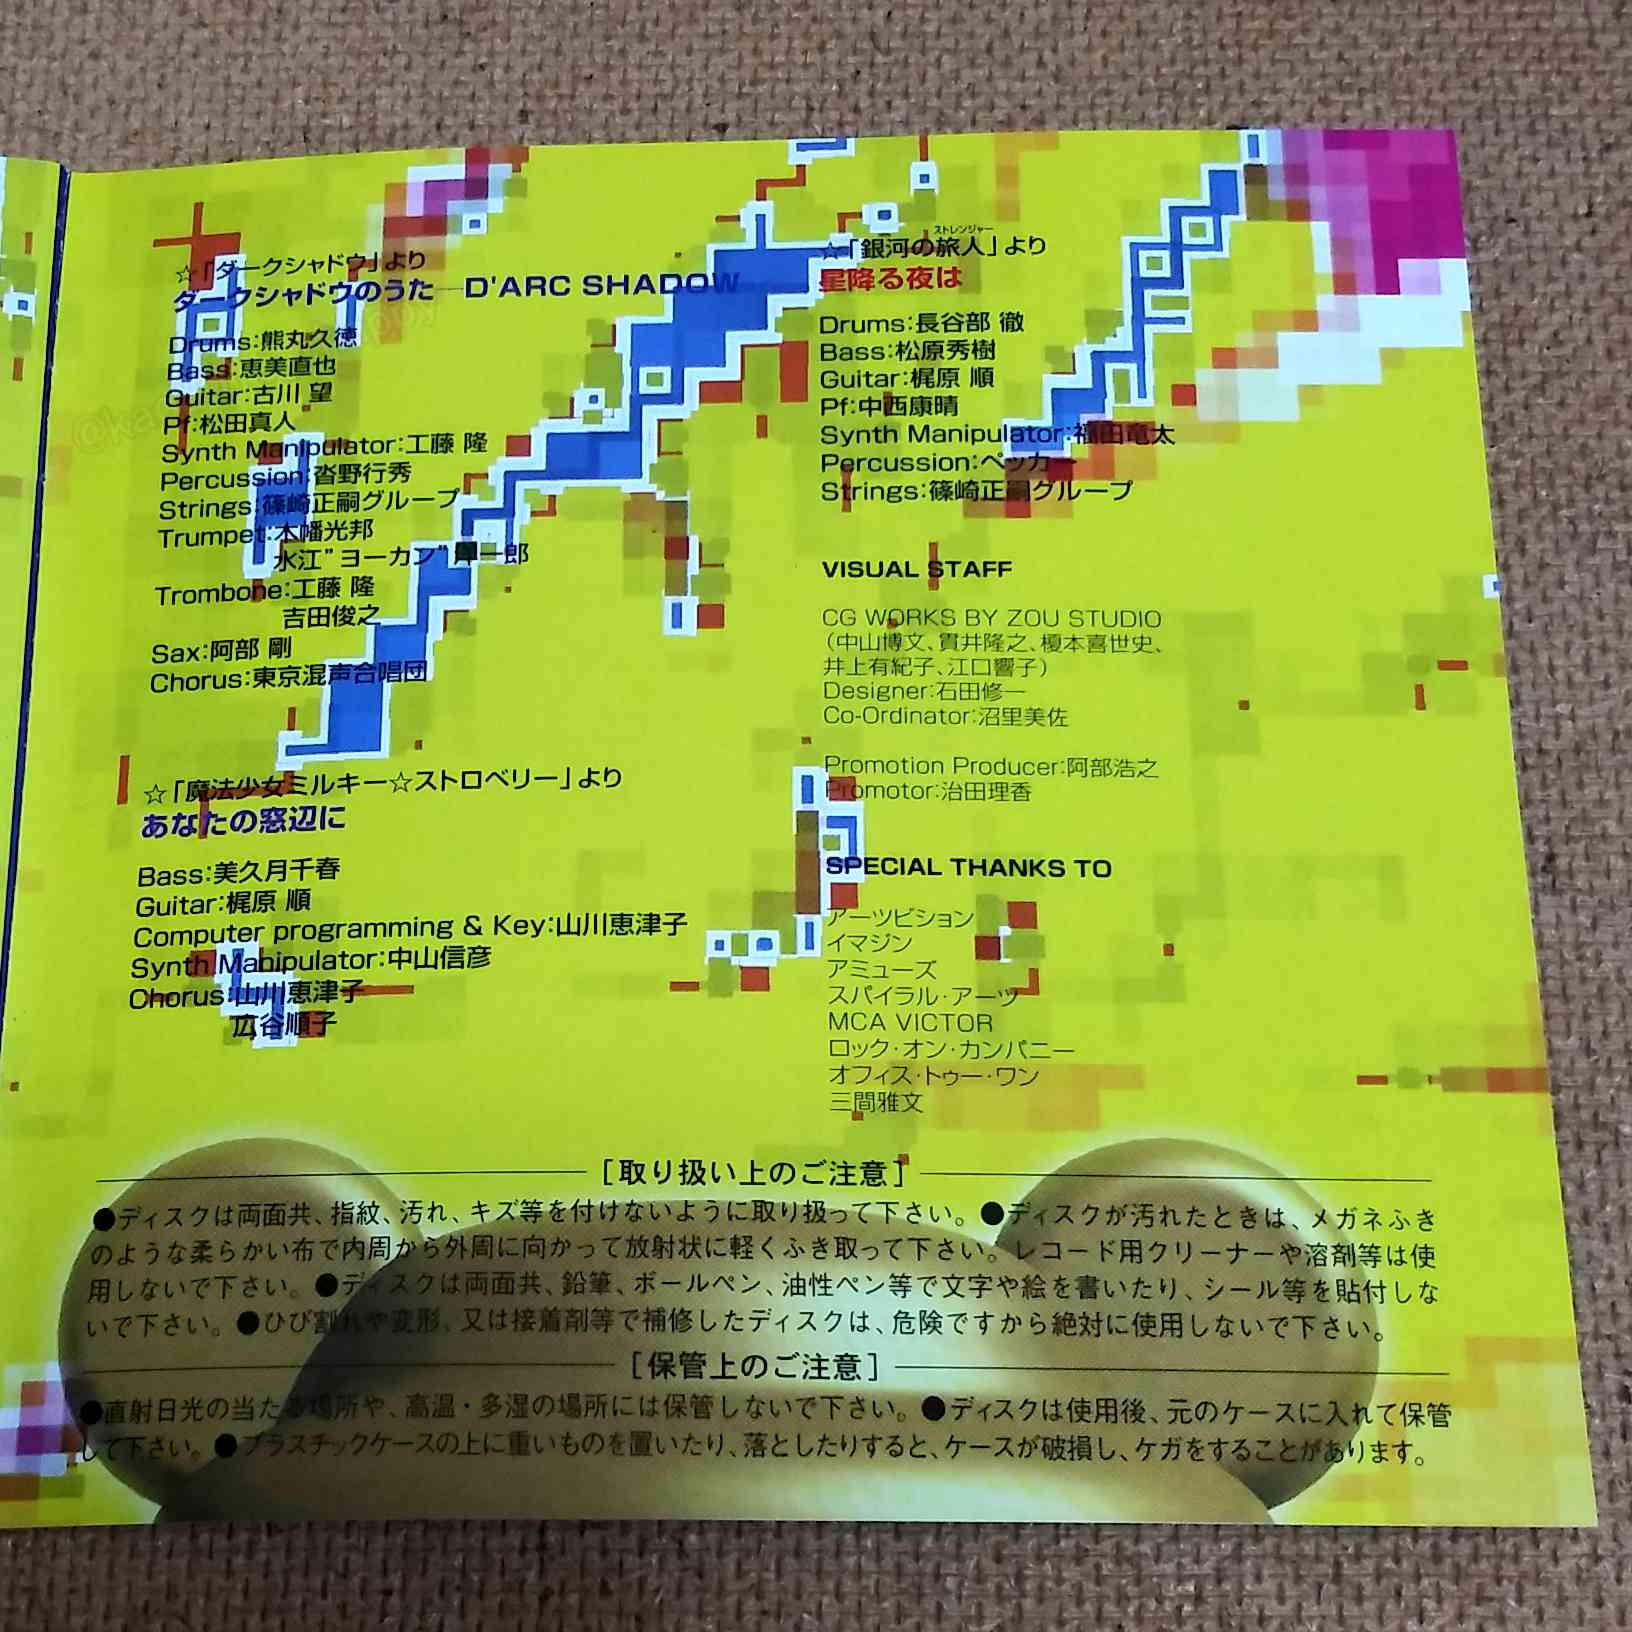 ☆「ダークシャドウ」より
ダークシャドウのうた—D'ARC SHADOW
Drums:熊丸久徳
Bass:恵美直也
Guitar:古川 望
Pf:松田真人
Synth Manipulator:工藤 隆
Percussion:沓野行秀
Strings:篠崎正嗣グループ
Trumpet:木幡光邦
水江"ヨーカン"洋一郎
Trombone:工藤 隆
吉田俊之
Sax:阿部 剛
Chorus:東京混声合唱団
☆「魔法少女ミルキー☆ストロベリー」より
あなたの窓辺に
Bass:美久月千春
Guitar:梶原 順
Computer programming & Key:山川恵津子
Synth Manipulator:中山信彦
Chorus:山川恵津子
広谷順子
ストレンジャー
☆「銀河の旅人」より
星降る夜は
Drums:長谷部 徹
Bass:松原秀樹
Guitar:梶原 順
Pf:中西康晴
Synth Manipulator:福田竜太
Percussion:ペッカー
Strings:篠崎正嗣グループ
VISUAL STAFF
CG WORKS BY ZOU STUDIO
(中山博文、貫井隆之、榎本喜世史、
井上有紀子、江口響子)
Designer:石田修一
Co-Ordinator:沼里美佐
Promotion Producer:阿部浩之
Promotor:治田理香
SPECIAL THANKS TO
アーツビジョン
イマジン
アミューズ
スパイラル・アーツ
MCA VICTOR
ロック・オン・カンパニー
オフィス・トゥー・ワン
三間雅文
［取り扱い上のご注意］
●ディスクは両面共、指紋、汚れ、キズ等を付けないように取り扱って下さい。●ディスクが汚れたときは、メガネふき
のような柔らかい布で内周から外周に向かって放射状に軽くふき取って下さい。レコード用クリーナーや溶剤等は使
用しないで下さい。●ディスクは両面共、鉛筆、ボールペン、油性ペン等で文字や絵を書いたり、シール等を貼付しな
いで下さい。●ひび割れや変形、又は接着剤等で補修したディスクは、危険ですから絶対に使用しないで下さい。
［保管上のご注意］
●直射日光の当たる場所や、高温・多湿の場所には保管しないで下さい。●ディスクは使用後、元のケースに入れて保管
して下さい。●プラスチックケースの上に重いものを置いたり、落としたりすると、ケースが破損し、ケガをすることがあります。